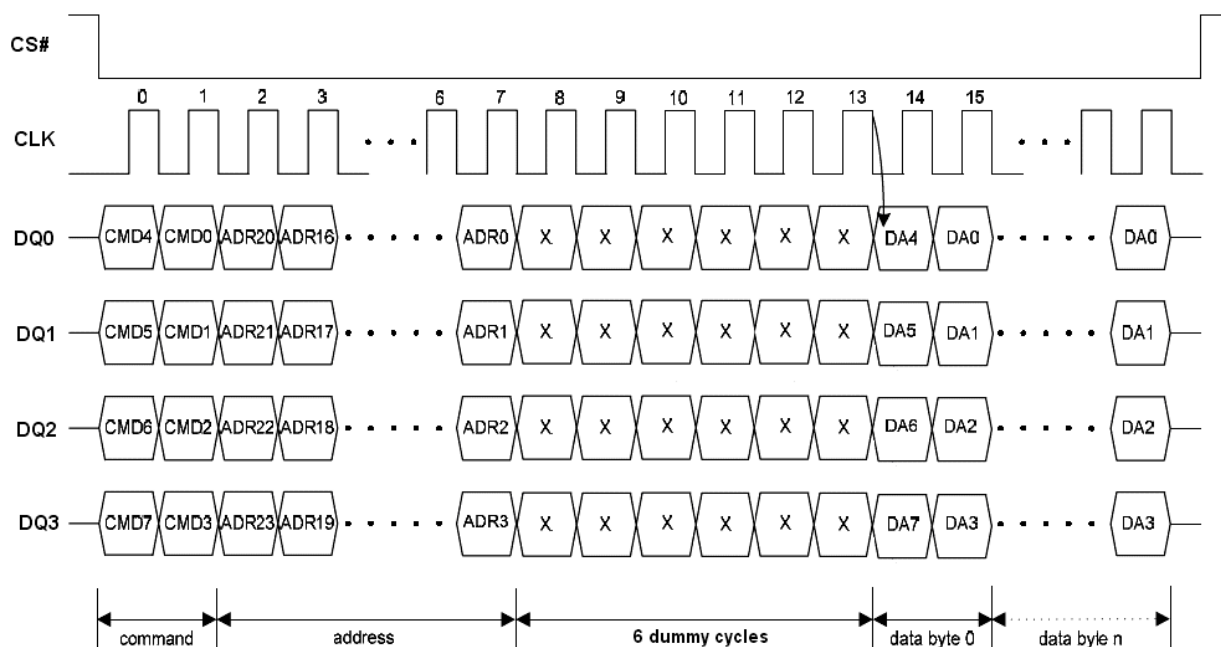 CS#
0 1 2 3 6 7 8 9 10 11 12 13 14 15
CLK
DQ0 CMD4 CMD0 ADR20 ADR16 ADR0 X X X X X X DA4 DA0 DA0
DQ1 CMD5 CMD1 ADR21 ADR17 ADR1 X X X X X X DA5 DA1 DA1
DQ2 CMD6 CMD2 ADR22 ADR18 ADR2 X X X X X X DA6 DA2 DA2
DQ3 CMD7 CMD3 ADR23 ADR19 ADR3 X X X X X X DA7 DA3 DA3
command address 6 dummy cycles data byte 0 data byte n